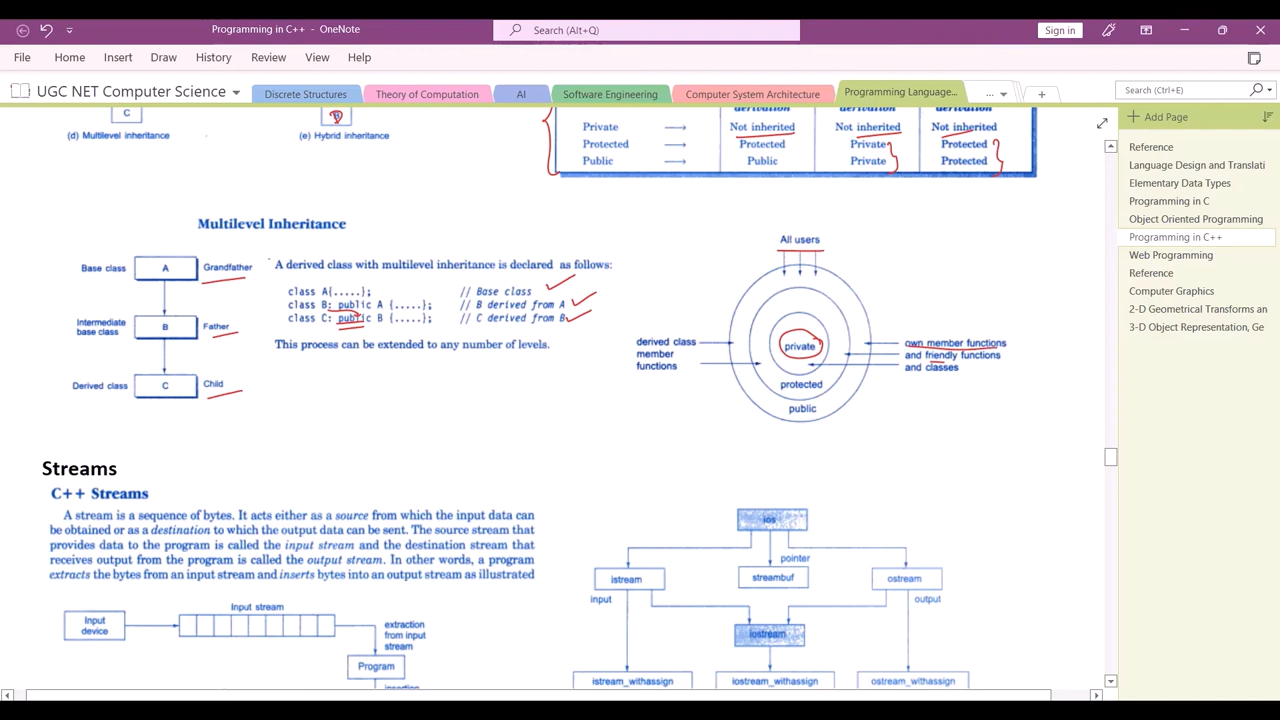 Programming in C++ - OneNote
Search (Alt+Q)
Sign in
File Home Insert Draw History Review View Help
UGC NET Computer Science
Discrete Structures
Theory of Computation
AI
Software Engineering
Computer System Architecture
Programming Language...
...
Search (Ctrl+E)
Add Page
Reference
Language Design and Translati
Elementary Data Types
Programming in C
Object Oriented Programming
Programming in C++
Web Programming
Reference
Computer Graphics
2-D Geometrical Transforms an
3-D Object Representation, Ge
C
B
(d) Multilevel inheritance
(e) Hybrid inheritance
derivation derivation derivation
Private Not inherited Not inherited Not inherited
Protected Protected Private Protected
Public Public Private Protected
Multilevel Inheritance
Base class A Grandfather
Intermediate
base class
B Father
Derived class C Child
A derived class with multilevel inheritance is declared as follows:
class A{.....}; // Base class
class B: public A {.....}; // B derived from A
class C: public B {.....}; // C derived from B
This process can be extended to any number of levels.
All users
private
protected
public
derived class
member
functions
own member functions
and friendly functions
and classes
Streams
C++ Streams
A stream is a sequence of bytes. It acts either as a source from which the input data can
be obtained or as a destination to which the output data can be sent. The source stream that
provides data to the program is called the input stream and the destination stream that
receives output from the program is called the output stream. In other words, a program
extracts the bytes from an input stream and inserts bytes into an output stream as illustrated
Input stream
Input
device
extraction
from input
stream
Program
insertion
ios
pointer
istream streambuf ostream
input output
iostream
istream_withassign iostream_withassign ostream_withassign